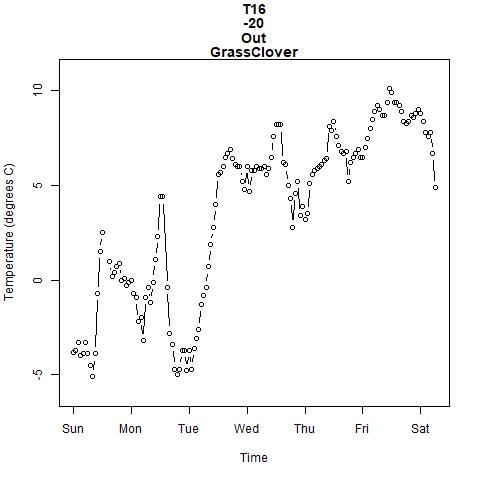 T16
-20
Out
GrassClover
Temperature (degrees C)
10
5
0
-5
Sun Mon Tue Wed Thu Fri Sat
Time